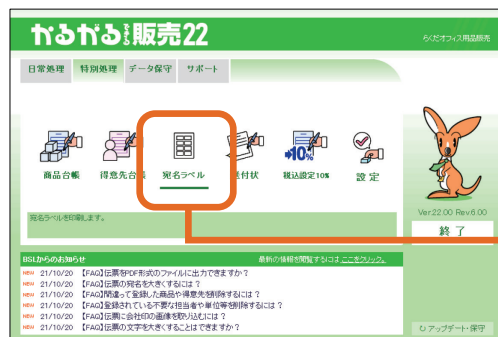 かるがるできる販売22
らくだオフィス用品販売
日常処理 特別処理 データ保守 サポート
+10%
商品台帳 得意先台 宛名ラベル 付状 税込設定10% 設定
宛名ラベルを印刷します。
Ver.22.00 Rev.6.00
終了
BSLからのお知らせ 最新の情報を閲覧するには ここをクリック。
NEW 21/10/20 【FAQ】伝票をPDF形式のファイルに出力できますか？
NEW 21/10/20 【FAQ】伝票の宛名を大きくするには？
NEW 21/10/20 【FAQ】間違って登録した商品や得意先を削除するには？
NEW 21/10/20 【FAQ】登録されている不要な担当者や単位等を削除するには？
NEW 21/10/20 【FAQ】伝票に会社印の画像を取り込むには？
NEW 21/10/20 【FAQ】伝票の文字を大きくすることはできますか？
アップデート・保守